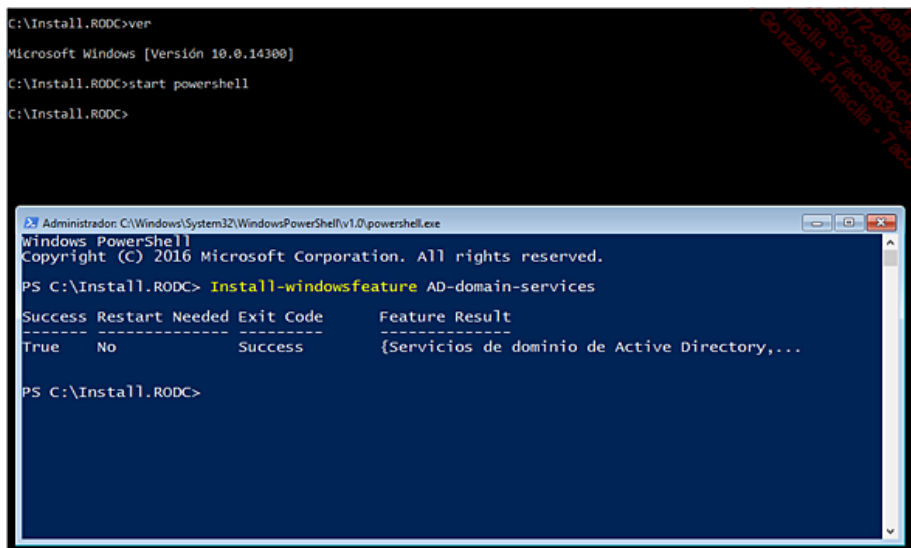 C:\Install.RODC>ver
Microsoft Windows [Versión 10.0.14300]
C:\Install.RODC>start powershell
C:\Install.RODC>
Administrador: C:\Windows\System32\WindowsPowerShell\v1.0\powershell.exe
Windows PowerShell
Copyright (C) 2016 Microsoft Corporation. All rights reserved.
PS C:\Install.RODC> Install-windowsfeature AD-domain-services
Success Restart Needed Exit Code Feature Result
------- -------------- --------- --------------
True No Success {Servicios de dominio de Active Directory,...
PS C:\Install.RODC>